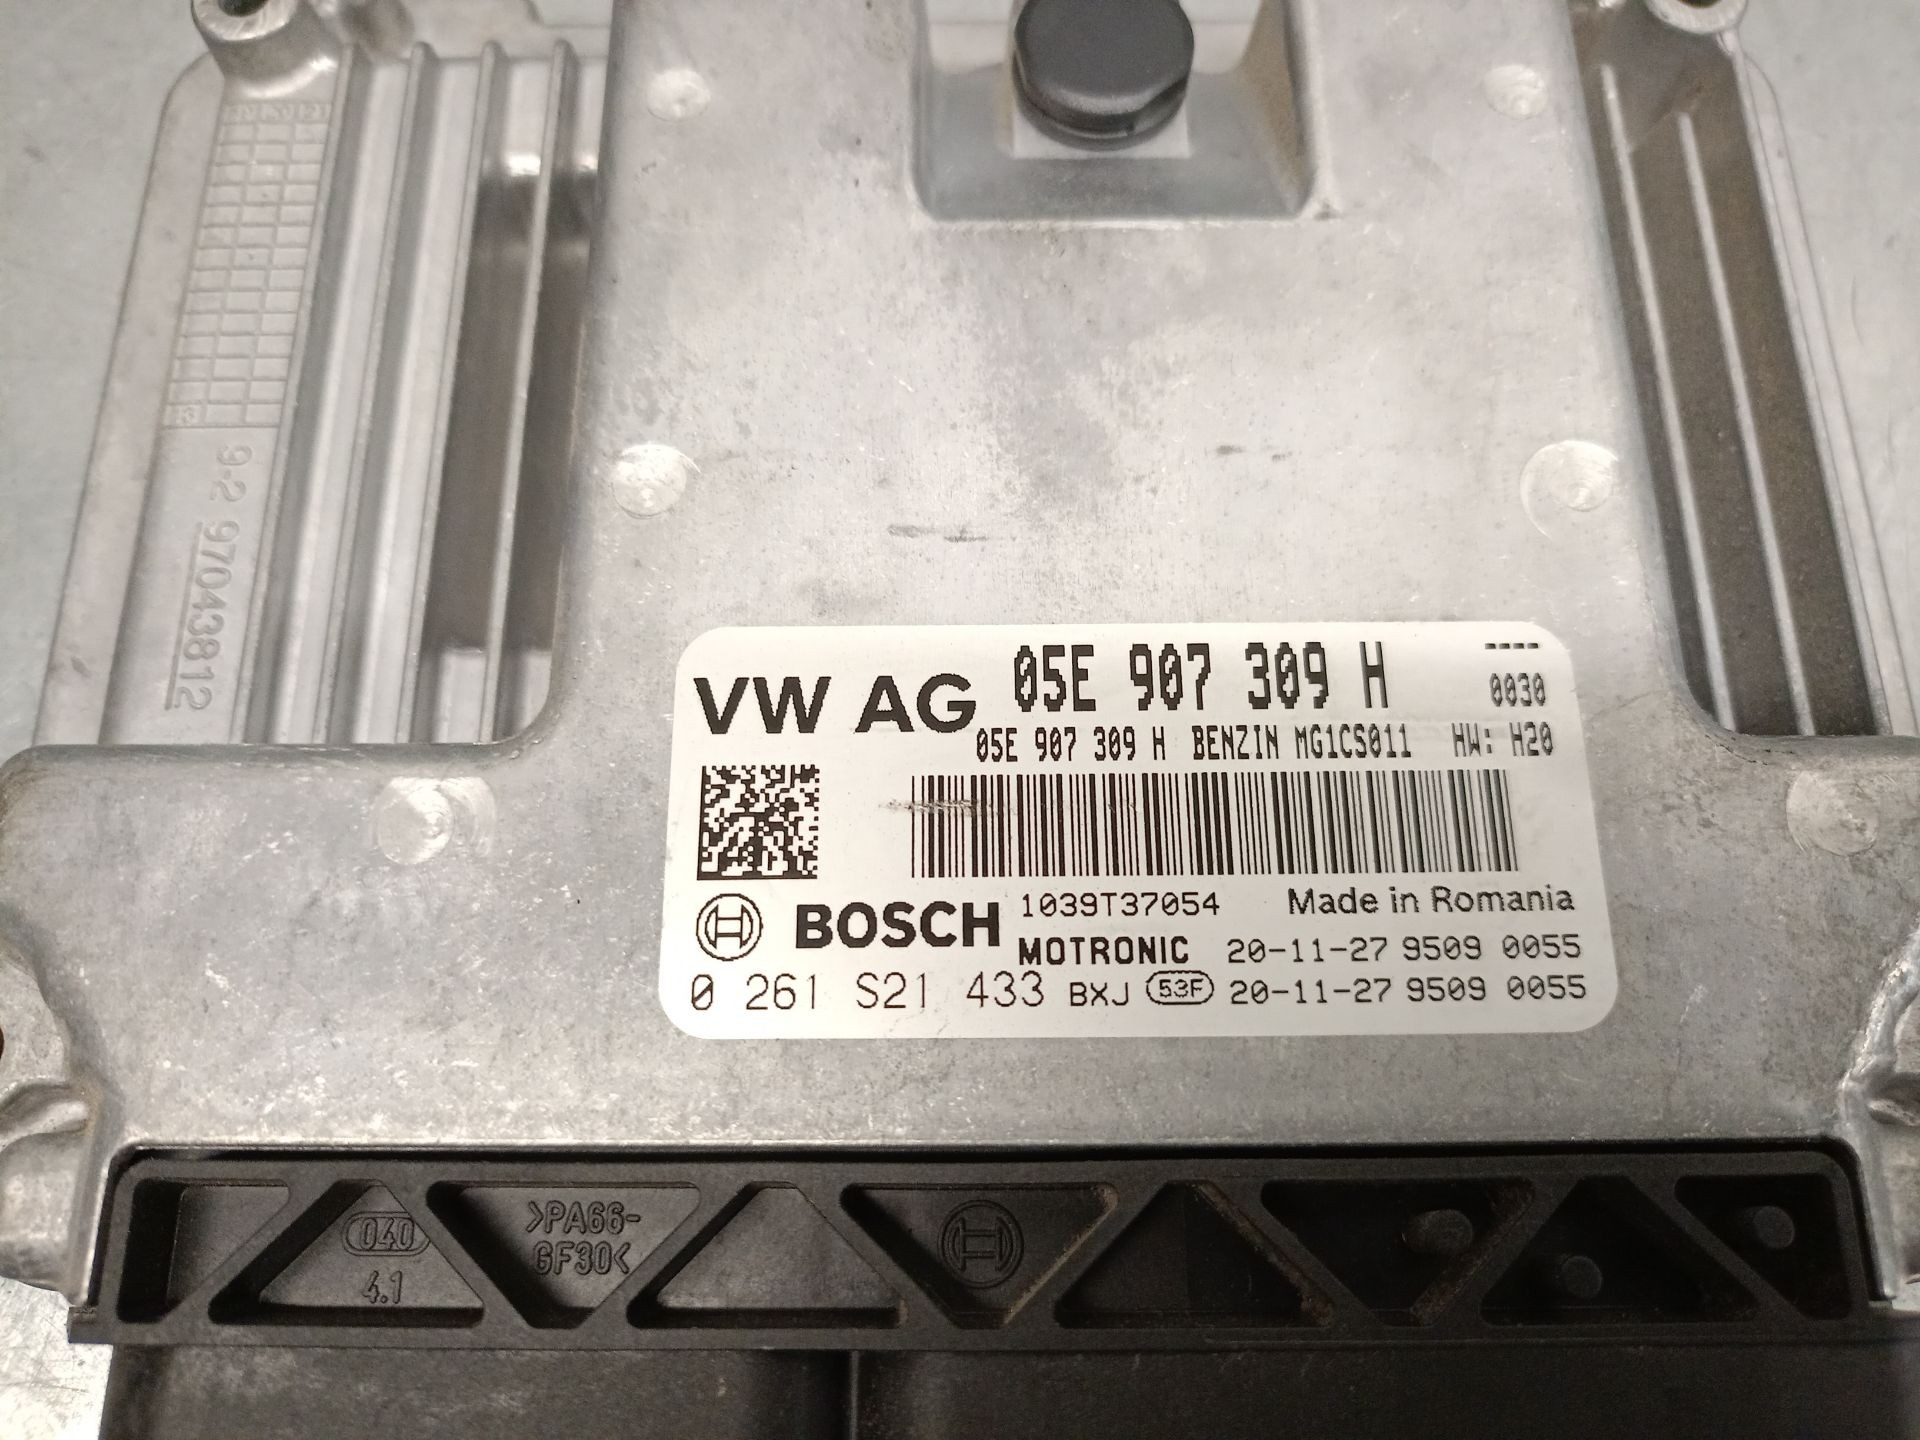 9-2 97043812
VW AG 05E 907 309 H ----
0030
05E 907 309 H BENZIN MG1CS011 HW: H20
BOSCH 1039T37054 Made in Romania
MOTRONIC 20-11-27 9509 0055
0 261 S21 433 BXJ 53F 20-11-27 9509 0055
040
4.1
>PA66-
GF30<